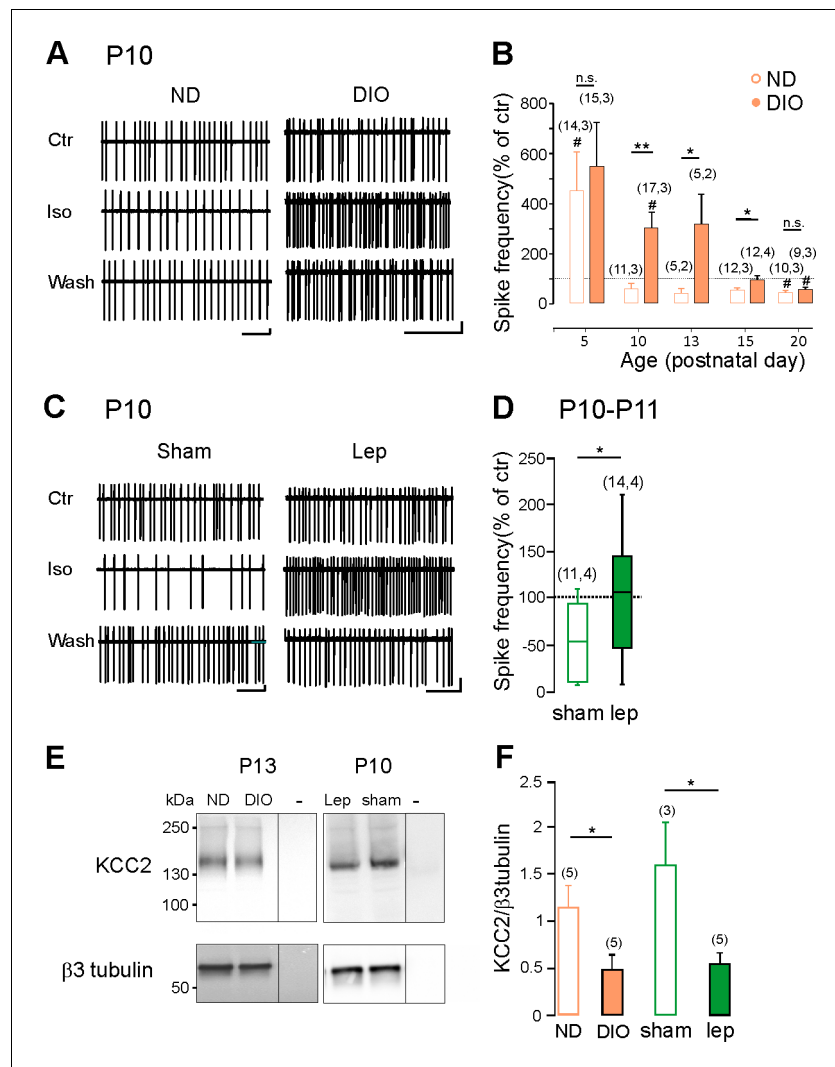 A P10
ND DIO
Ctr
Iso
Wash
B
ND
DIO
Spike frequency(% of ctr)
800
600
400
200
0
n.s.
(15,3)
(14,3)
#
**
(17,3)
#
(11,3)
*
(5,2)
(5,2)
*
(12,4)
(12,3)
n.s.
(9,3)
(10,3)
# #
5 10 13 15 20
Age (postnatal day)
C P10
Sham Lep
Ctr
Iso
Wash
D P10-P11
Spike frequency(% of ctr)
250
200
150
100
-50
0
*
(14,4)
(11,4)
sham lep
E
P13 P10
kDa ND DIO - Lep sham -
250
KCC2
130
100
β3 tubulin
50
F
KCC2/β3tubulin
2.5
2
1.5
1
0.5
0
*
(3)
*
(5)
(5)
(5)
ND DIO sham lep